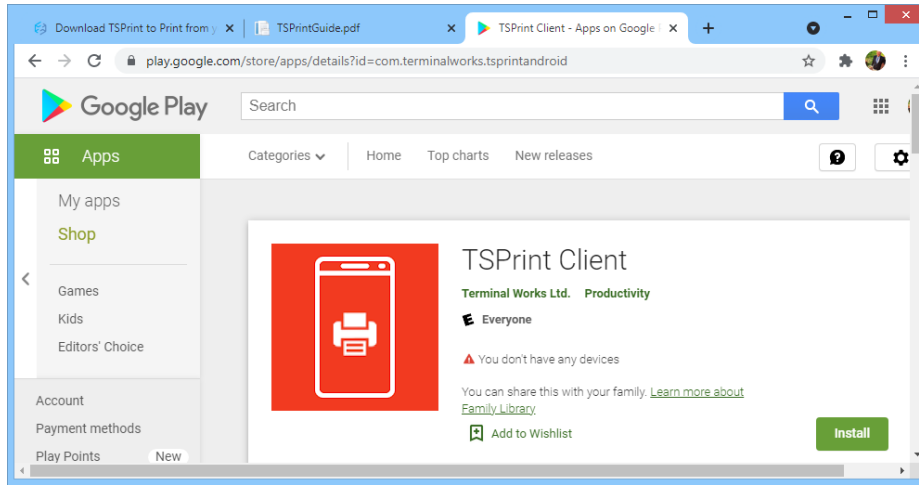 Download TSPrint to Print from y
TSPrintGuide.pdf
TSPrint Client - Apps on Google
play.google.com/store/apps/details?id=com.terminalworks.tsprintandroid
Google Play
Search
Apps
Categories
Home
Top charts
New releases
My apps
Shop
Games
Kids
Editors' Choice
Account
Payment methods
Play Points
New
TSPrint Client
Terminal Works Ltd. Productivity
E Everyone
You don't have any devices
You can share this with your family. Learn more about
Family Library
Add to Wishlist
Install